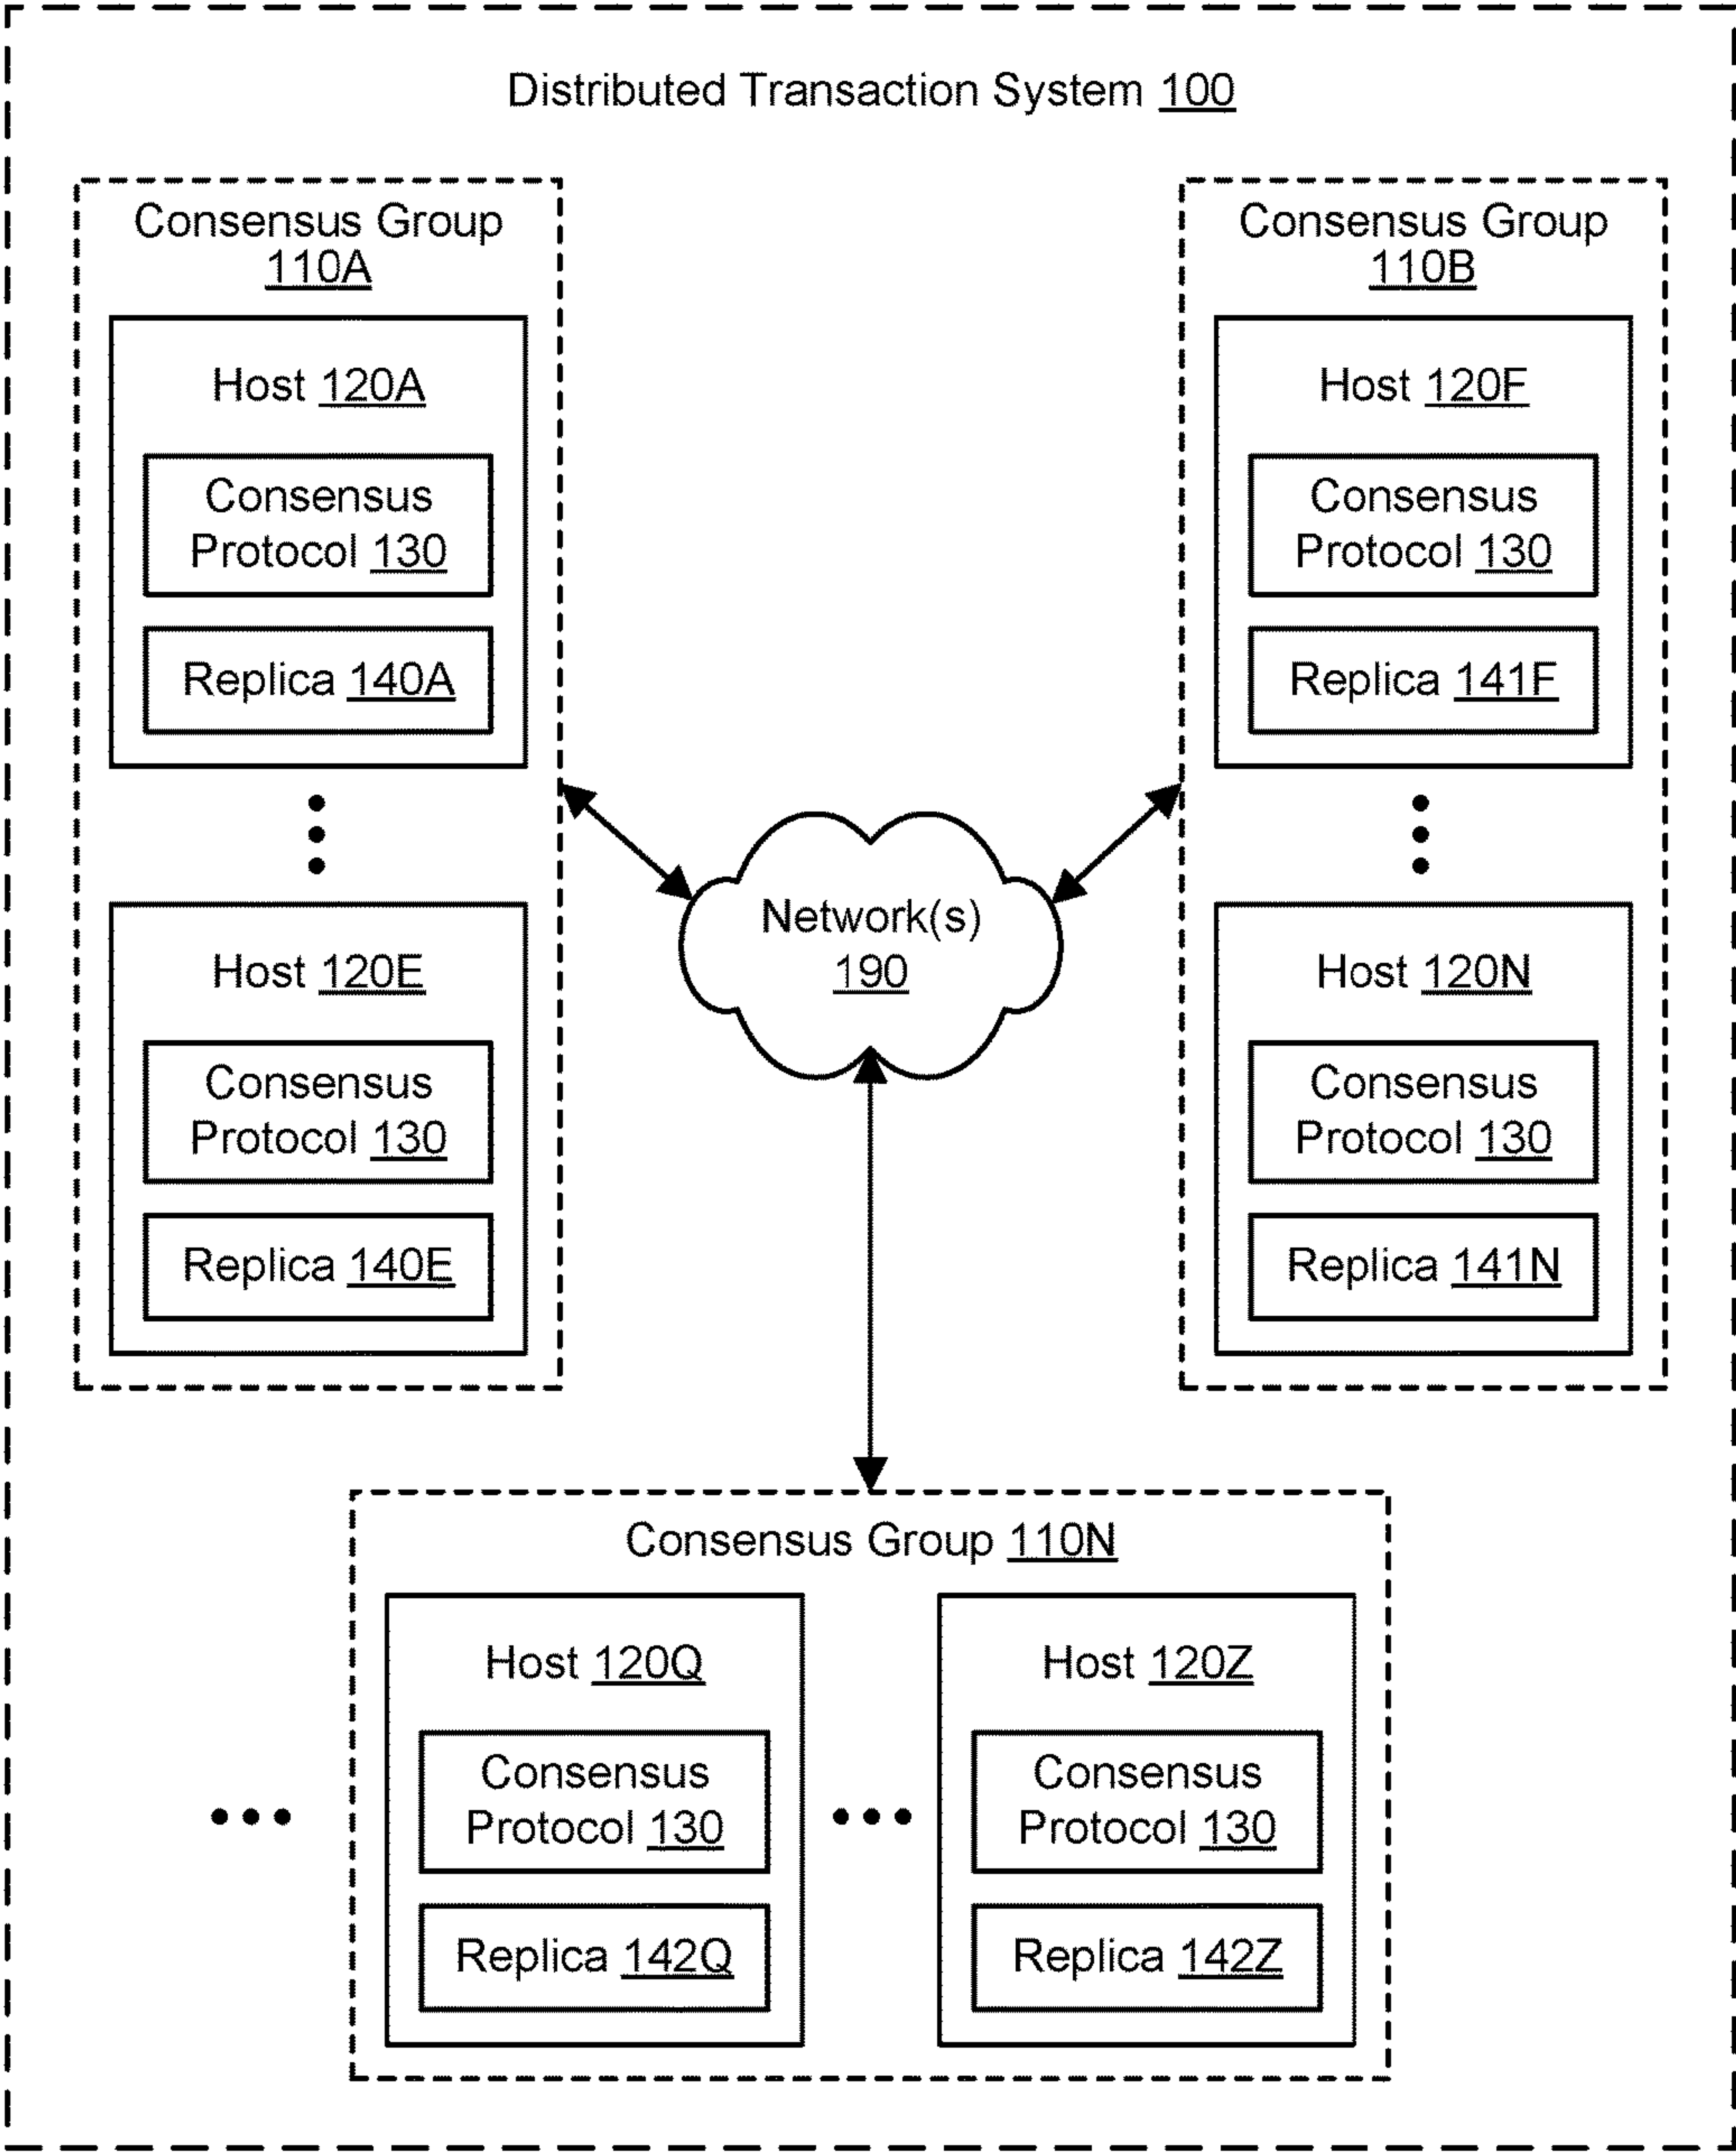 Distributed Transaction System 100
Consensus Group
110A
Host 120A
Consensus
Protocol 130
Replica 140A
Host 120E
Consensus
Protocol 130
Replica 140E
Consensus Group
110B
Host 120F
Consensus
Protocol 130
Replica 141F
Host 120N
Consensus
Protocol 130
Replica 141N
Network(s)
190
Consensus Group 110N
Host 120Q
Consensus
Protocol 130
Replica 142Q
Host 120Z
Consensus
Protocol 130
Replica 142Z